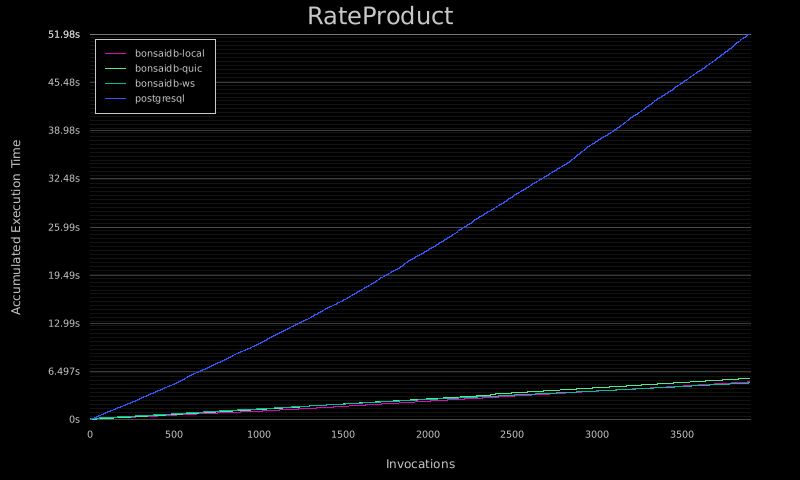 RateProduct
51.98s
45.48s
38.98s
32.48s
25.99s
19.49s
12.99s
6.497s
0s
bonsaidb-local
bonsaidb-quic
bonsaidb-ws
postgresql
Accumulated Execution Time
0 500 1000 1500 2000 2500 3000 3500
Invocations